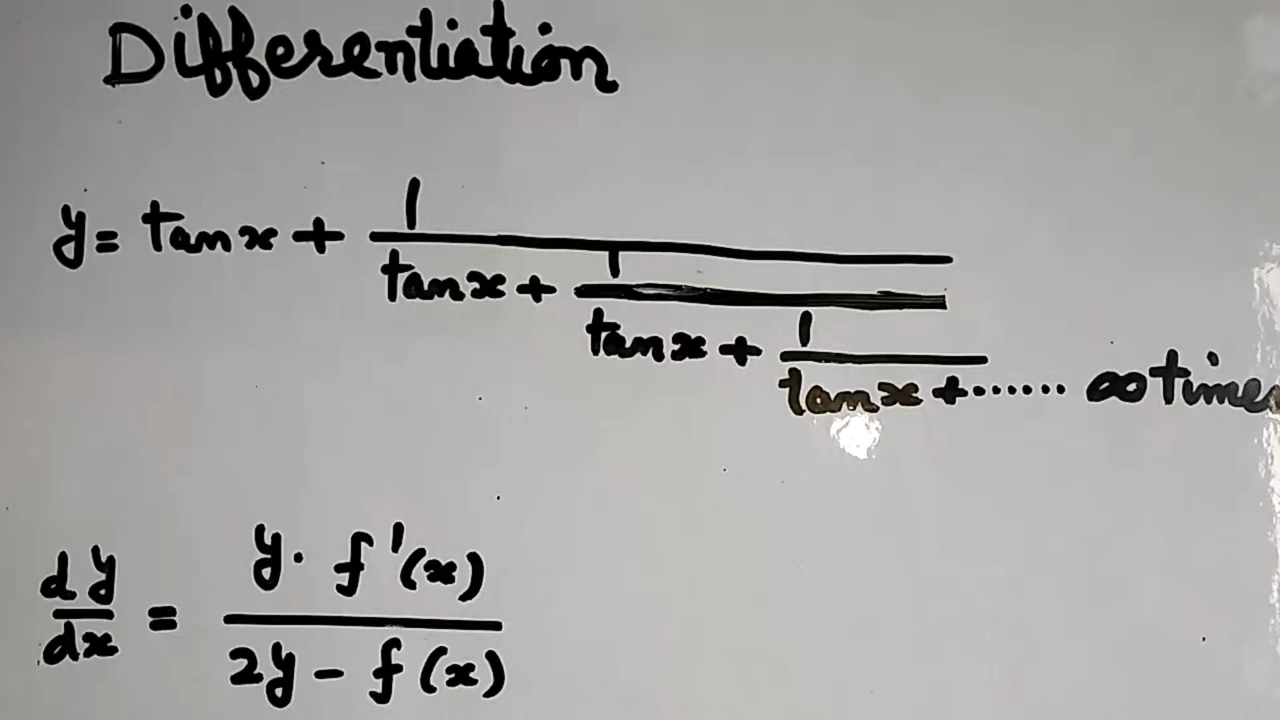 Differentiation
y = tan x + 1
tan x + 1
tan x + 1
tan x + ...... ∞ times
dy/dx = y · f'(x) / 2y - f(x)